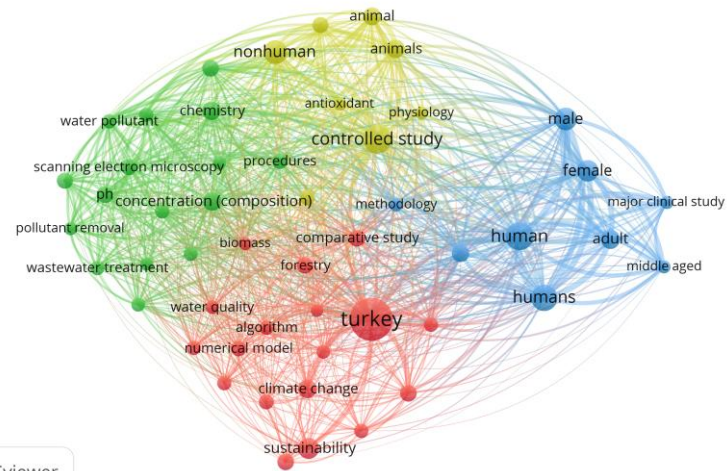 animal
nonhuman
animals
antioxidant
chemistry
physiology
water pollutant
male
controlled study
scanning electron microscopy
procedures
female
ph
concentration (composition)
methodology
major clinical study
pollutant removal
biomass
comparative study
human
adult
wastewater treatment
forestry
middle aged
humans
water quality
turkey
algorithm
numerical model
climate change
sustainability